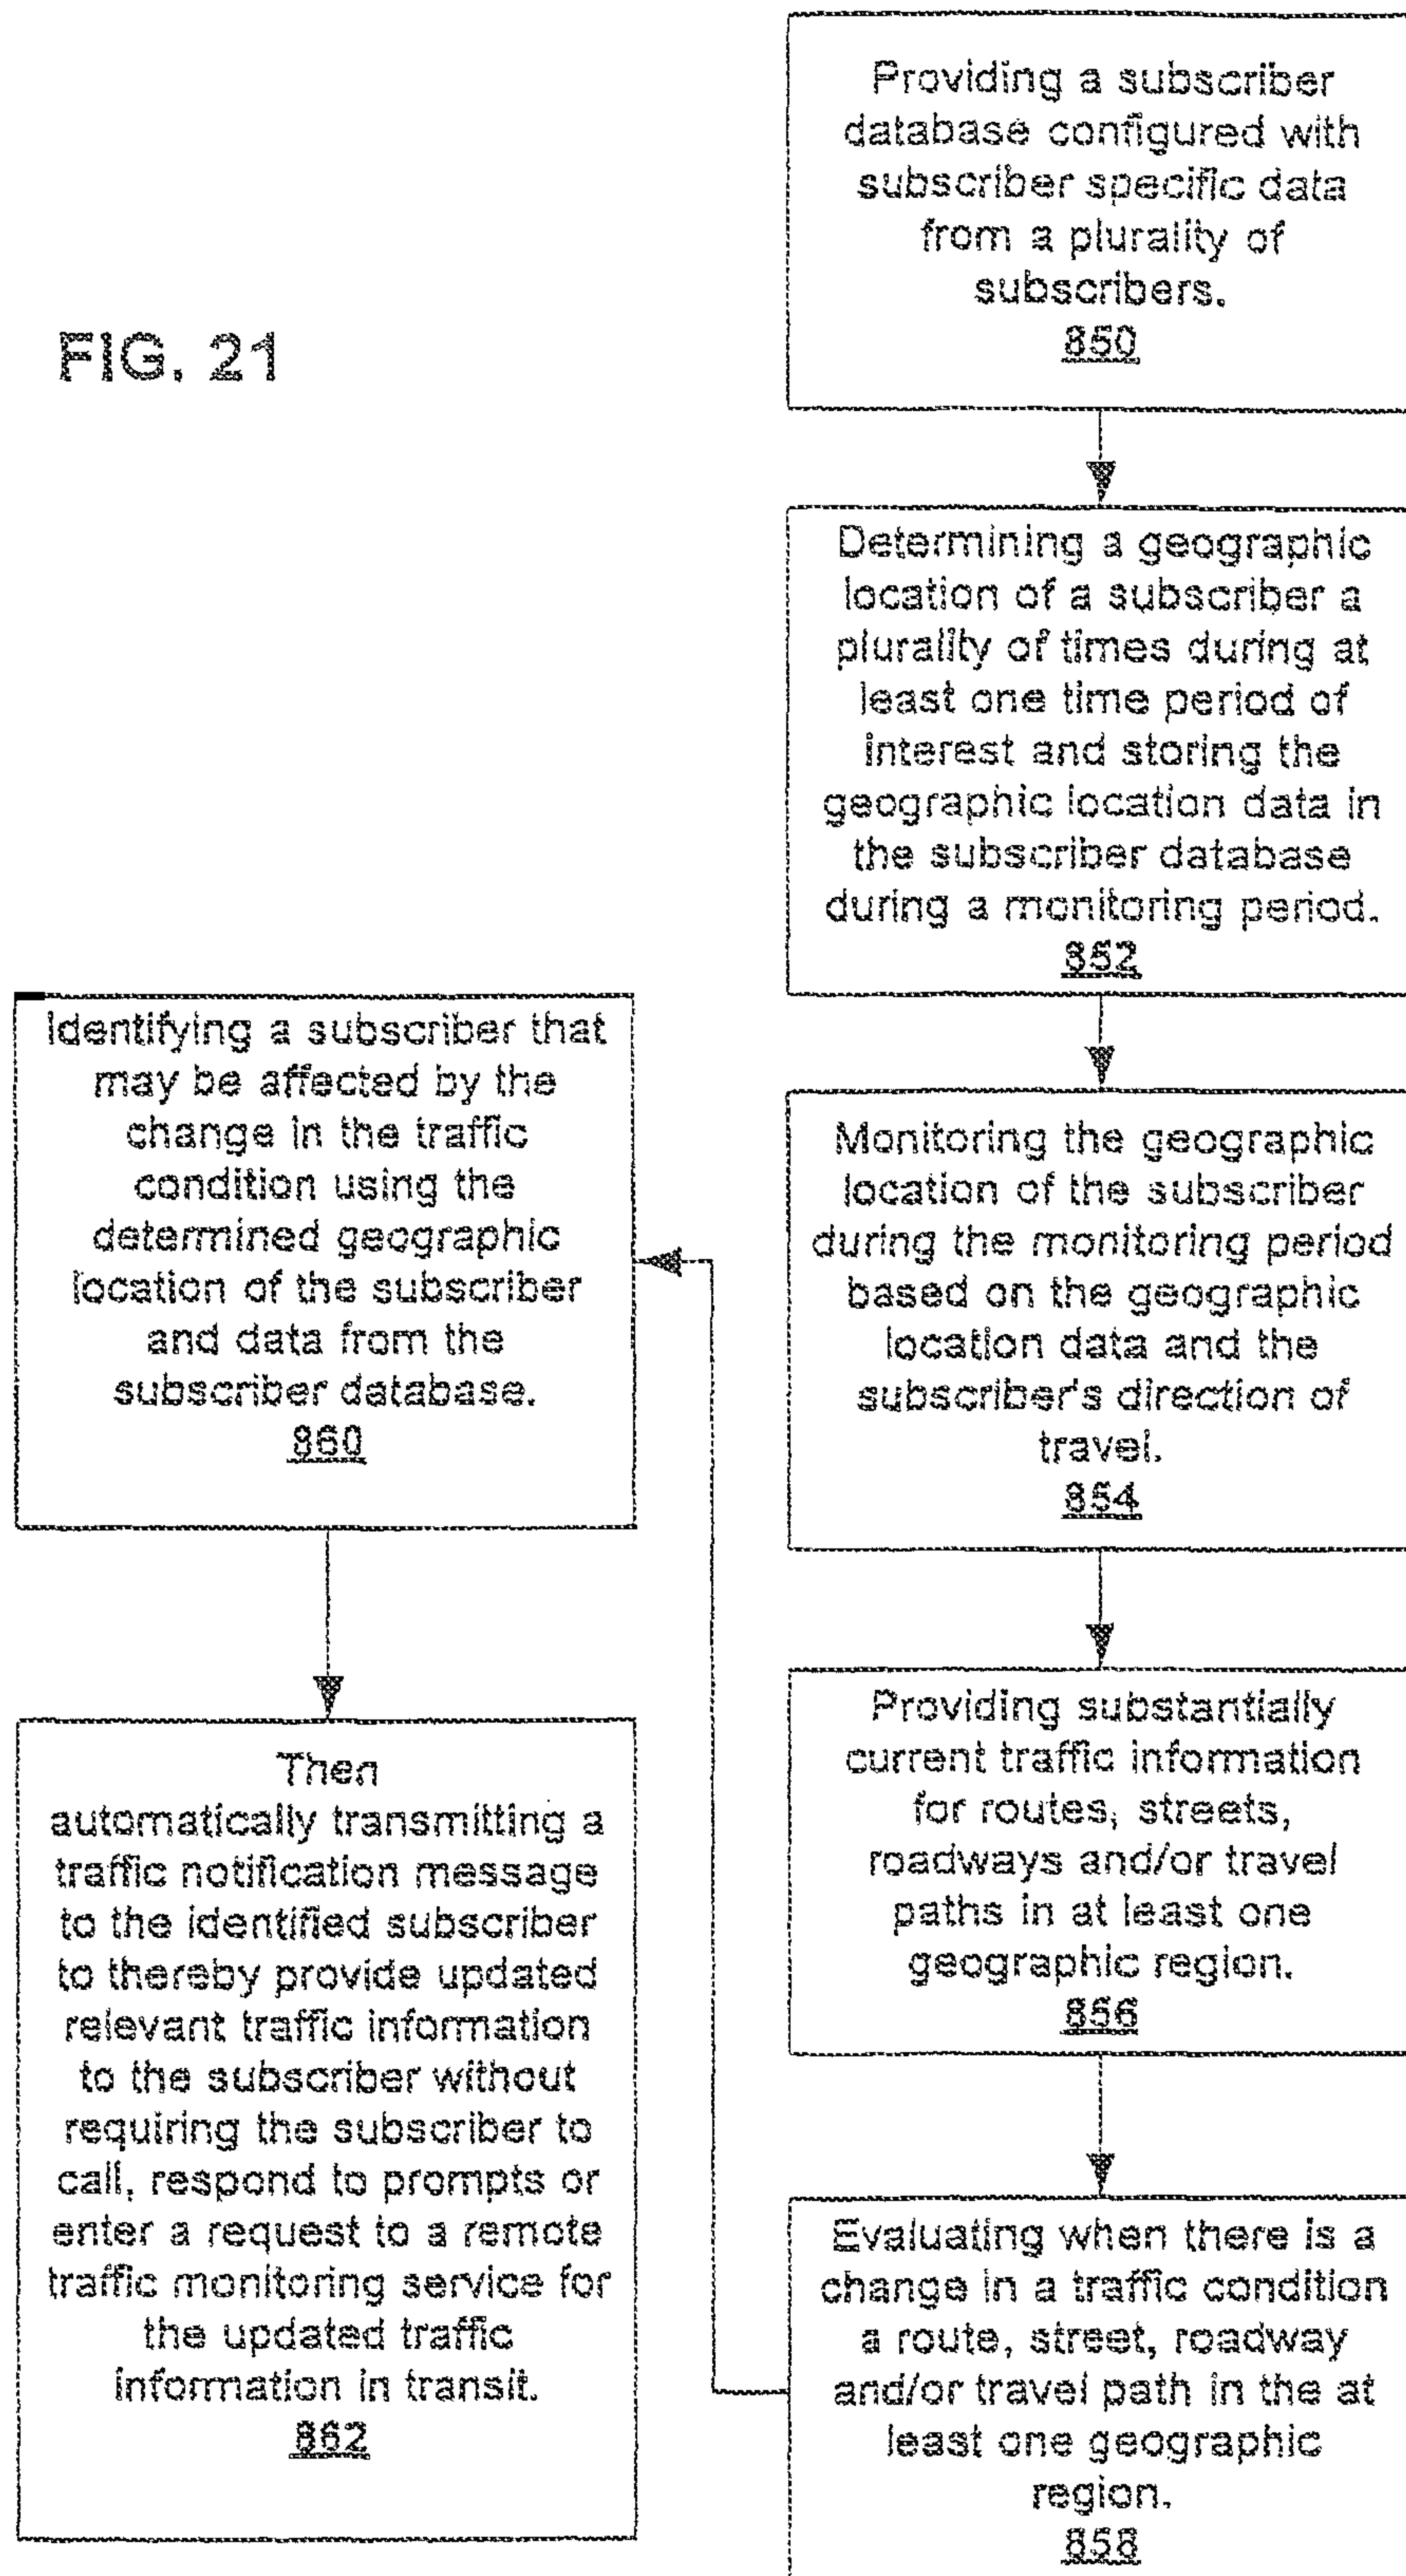 FIG. 21
Providing a subscriber
database configured with
subscriber specific data
from a plurality of
subscribers.
850
Determining a geographic
location of a subscriber a
plurality of times during at
least one time period of
interest and storing the
geographic location data in
the subscriber database
during a monitoring period.
852
Monitoring the geographic
location of the subscriber
during the monitoring period
based on the geographic
location data and the
subscriber's direction of
travel.
854
Providing substantially
current traffic information
for routes, streets,
roadways and/or travel
paths in at least one
geographic region.
856
Evaluating when there is a
change in a traffic condition
a route, street, roadway
and/or travel path in the at
least one geographic
region.
858
Identifying a subscriber that
may be affected by the
change in the traffic
condition using the
determined geographic
location of the subscriber
and data from the
subscriber database.
860
Then
automatically transmitting a
traffic notification message
to the identified subscriber
to thereby provide updated
relevant traffic information
to the subscriber without
requiring the subscriber to
call, respond to prompts or
enter a request to a remote
traffic monitoring service for
the updated traffic
information in transit.
862